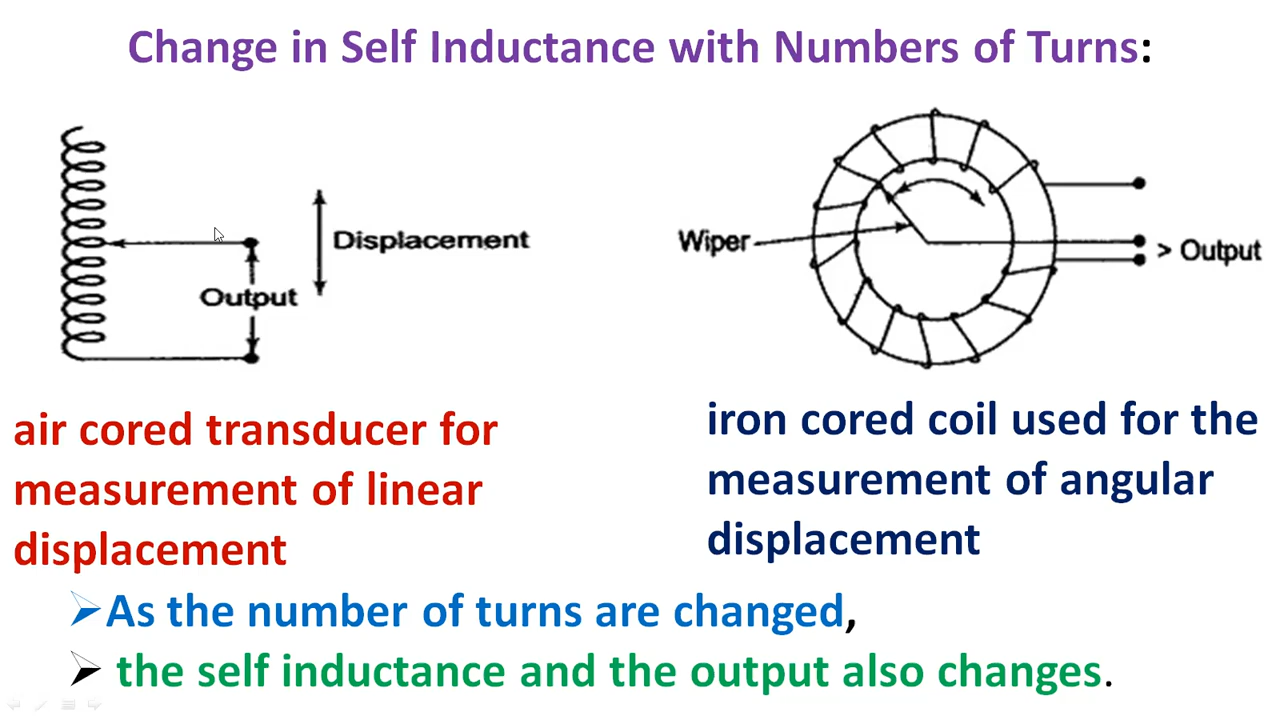 Change in Self Inductance with Numbers of Turns:
Displacement
Output
Wiper
> Output
air cored transducer for
measurement of linear
displacement
iron cored coil used for the
measurement of angular
displacement
➢As the number of turns are changed,
➢ the self inductance and the output also changes.